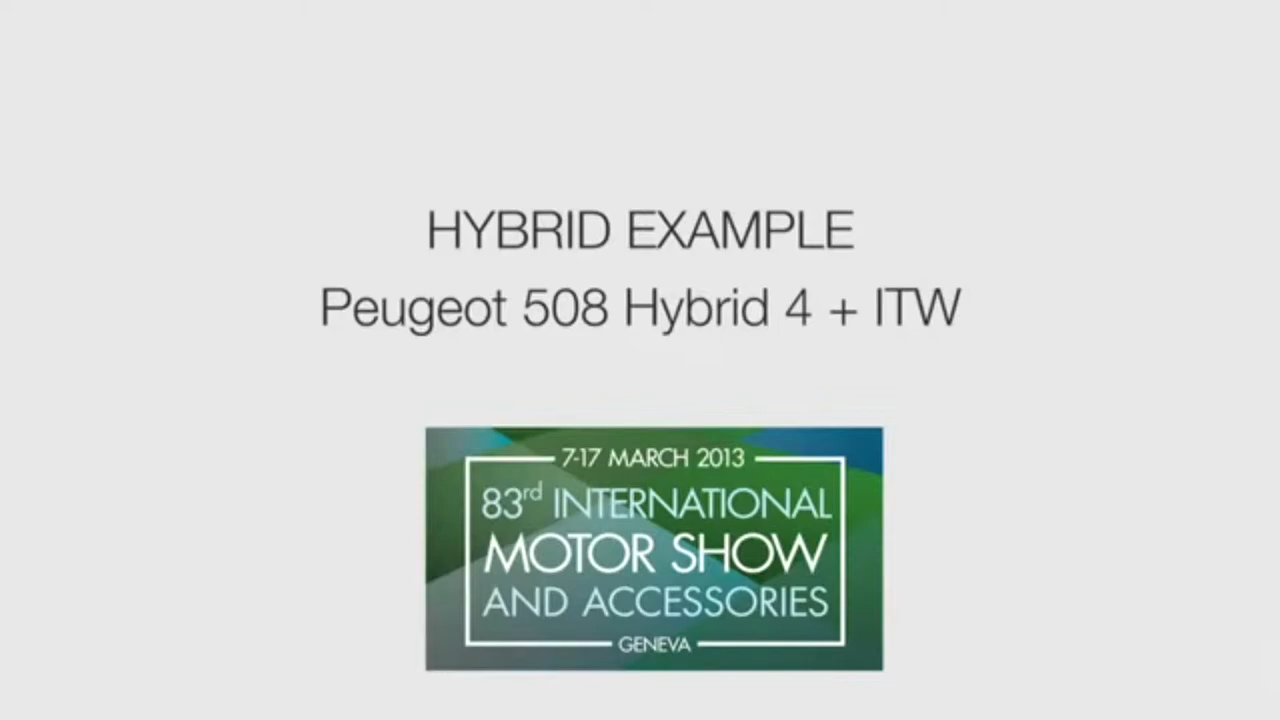 HYBRID EXAMPLE
Peugeot 508 Hybrid 4 + ITW
7-17 MARCH 2013
83rd INTERNATIONAL
MOTOR SHOW
AND ACCESSORIES
GENEVA